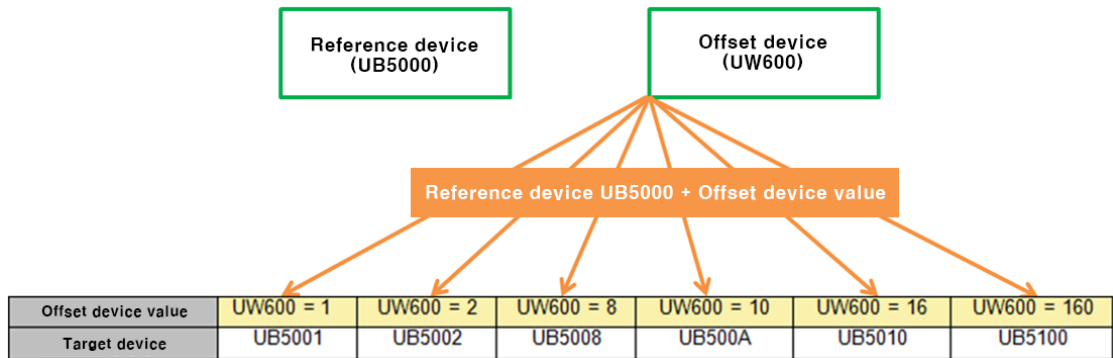 Reference device
(UB5000)
Offset device
(UW600)
Reference device UB5000 + Offset device value
Offset device value UW600 = 1 UW600 = 2 UW600 = 8 UW600 = 10 UW600 = 16 UW600 = 160
Target device UB5001 UB5002 UB5008 UB500A UB5010 UB5100